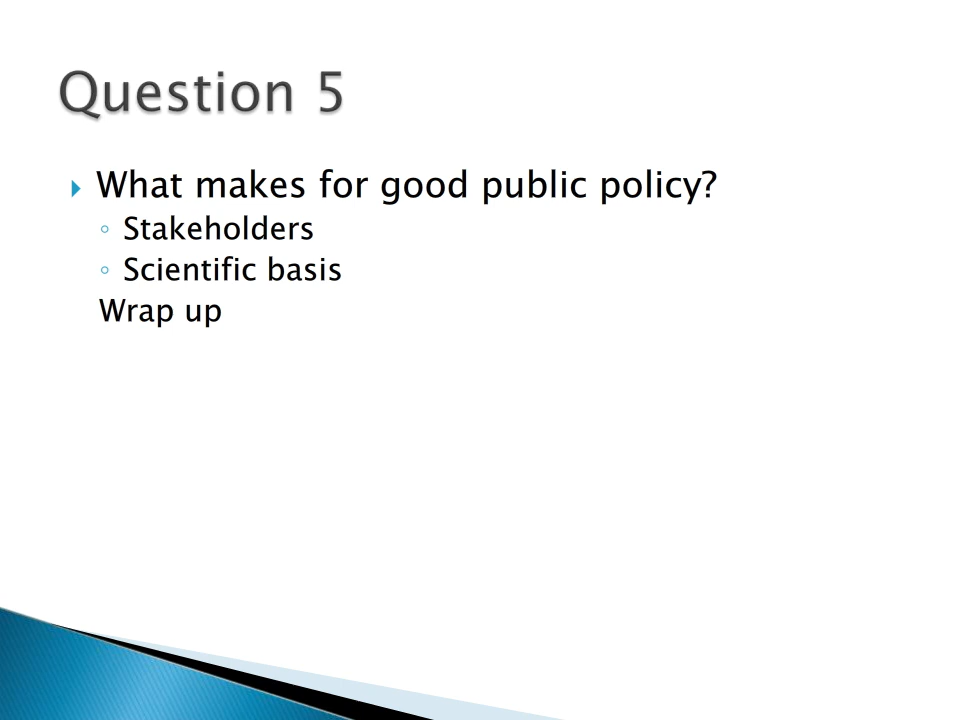 Question 5
What makes for good public policy?
Stakeholders
Scientific basis
Wrap up